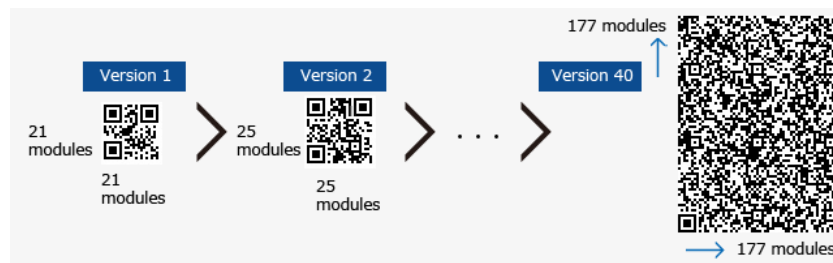 177 modules
Version 1
Version 2
Version 40
21
modules
25
modules
. . .
21
modules
25
modules
177 modules